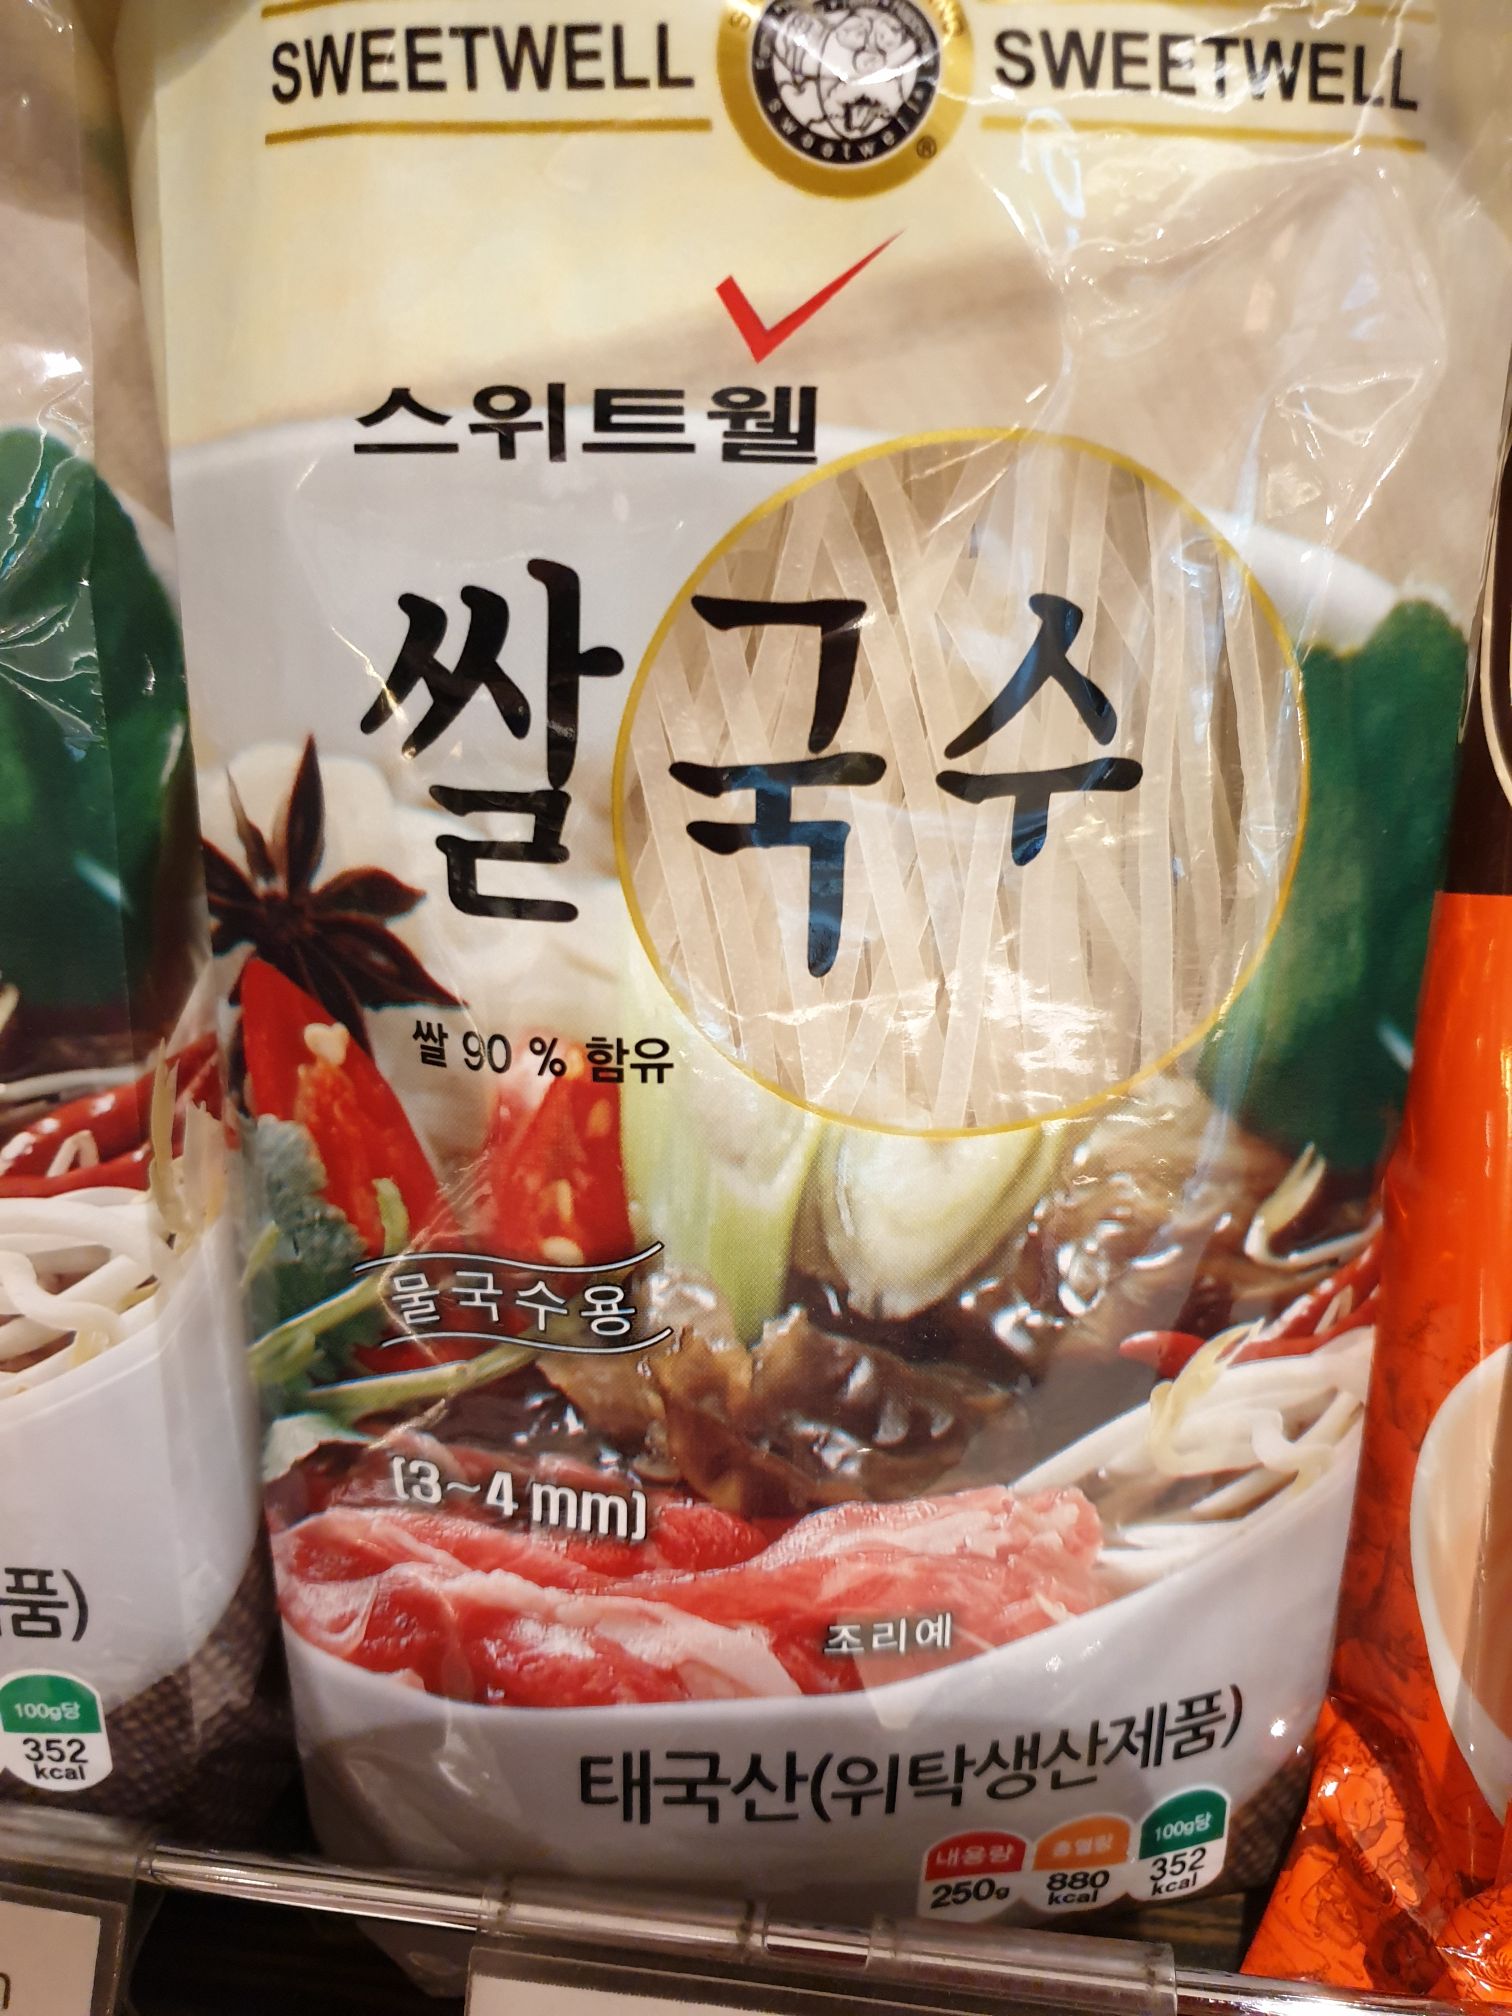 SWEETWELL
SWEETWELL
Sweetwell
®
스위트웰
쌀국수
쌀 90 % 함유
물국수용
(3~4 mm)
조리예
태국산(위탁생산제품)
내용량
250g
총열량
880
kcal
100g당
352
kcal
품)
100g당
352
kcal